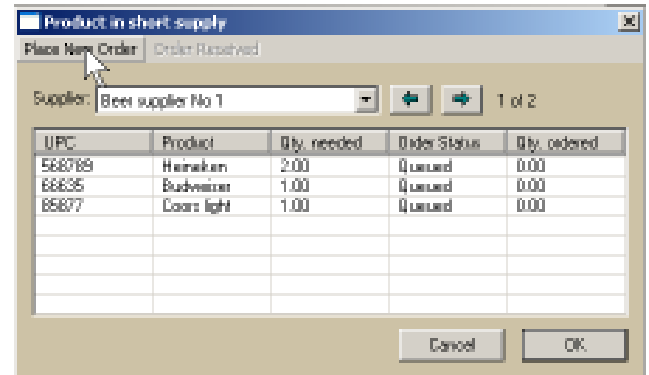 Product in short supply
Place New Order Order Received
Supplier: Beer supplier No 1 1 of 2
UPC Product Qty. needed Order Status Qty. ordered
568789 Heineken 2.00 Queued 0.00
66635 Budweiser 1.00 Queued 0.00
85877 Coors light 1.00 Queued 0.00
Cancel OK